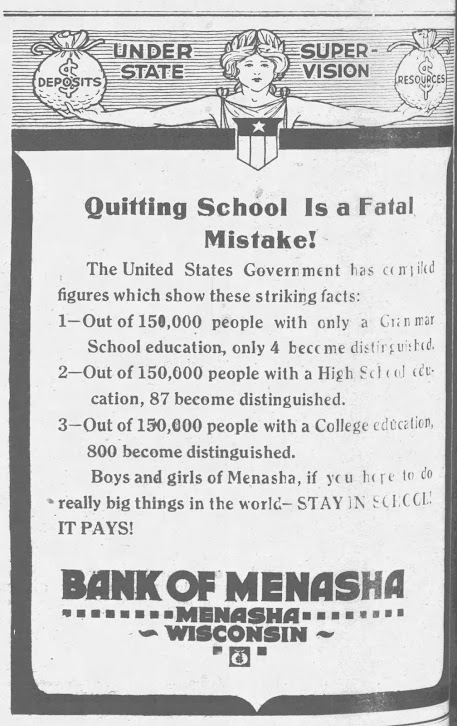 UNDER STATE SUPER-VISION
$ DEPOSITS
$ RESOURCES
Quitting School Is a Fatal
Mistake!
The United States Government has compiled
figures which show these striking facts:
1—Out of 150,000 people with only a Grammar
School education, only 4 become distinguished.
2—Out of 150,000 people with a High School edu-
cation, 87 become distinguished.
3—Out of 150,000 people with a College education,
800 become distinguished.
Boys and girls of Menasha, if you hope to do
really big things in the world— STAY IN SCHOOL!
IT PAYS!
BANK OF MENASHA
MENASHA
WISCONSIN